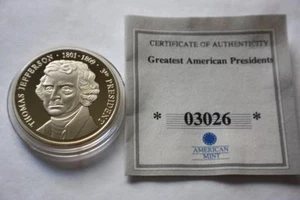 THOMAS JEFFERSON · 1801-1809 · 3rd PRESIDENT
CERTIFICATE OF AUTHENTICITY
Greatest American Presidents
* 03026 *
AMERICAN
MINT